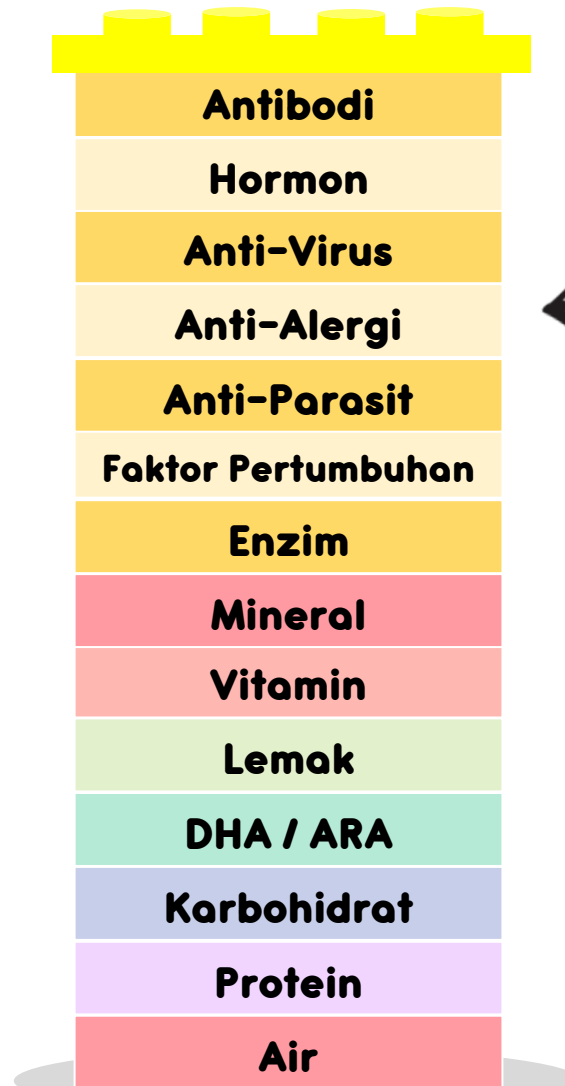 Antibodi
Hormon
Anti-Virus
Anti-Alergi
Anti-Parasit
Faktor Pertumbuhan
Enzim
Mineral
Vitamin
Lemak
DHA / ARA
Karbohidrat
Protein
Air